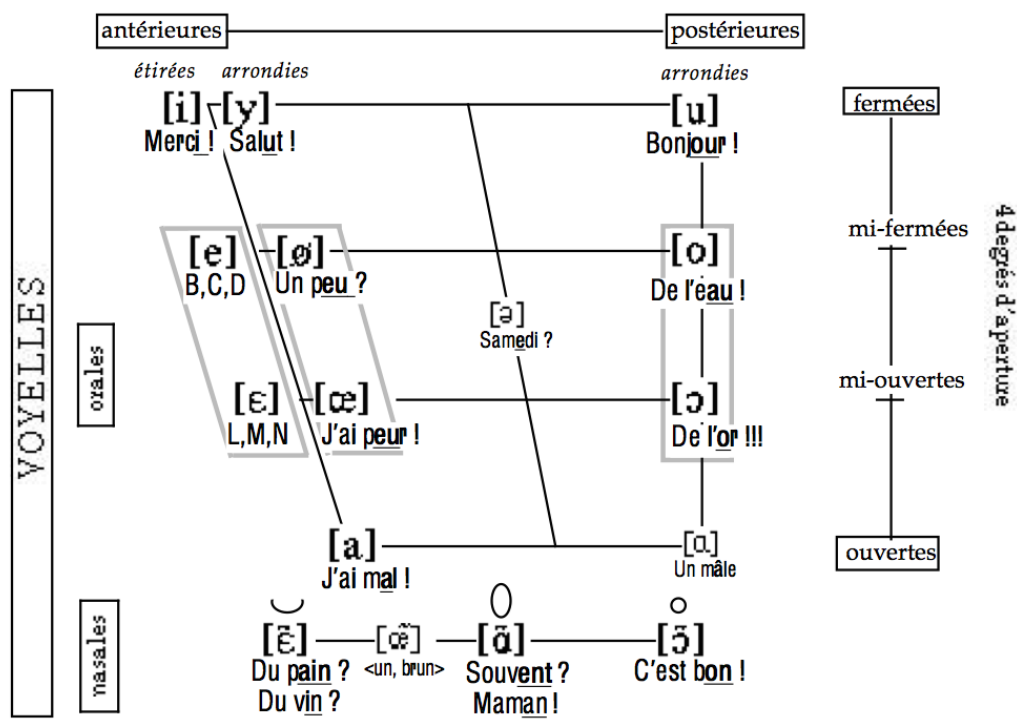 antérieures postérieures
étirées arrondies arrondies
[i] [y] [u] fermées
Merci ! Salut ! Bonjour !
mi-fermées
[e] [ø] [o]
B,C,D Un peu ? De l'eau !
[ə]
Samedi ?
mi-ouvertes
[ɛ] [œ] [ɔ]
L,M,N J'ai peur ! De l'or !!!
[a] [ɑ] ouvertes
J'ai mal ! Un mâle
[ɛ̃] [œ̃] [ɑ̃] [ɔ̃]
Du pain ? <un, brun> Souvent ? C'est bon !
Du vin ? Maman !
VOYELLES
orales
nasales
4 degrés d'aperture